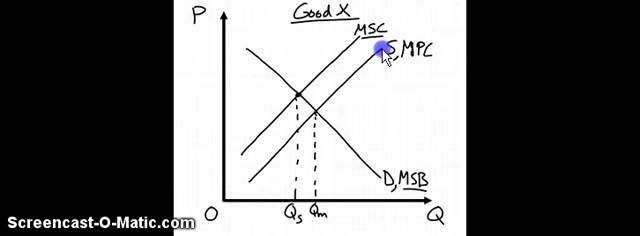 Good X
P
MSC
S, MPC
D, MSB
O
Qs
Qm
Q
Screencast-O-Matic.com